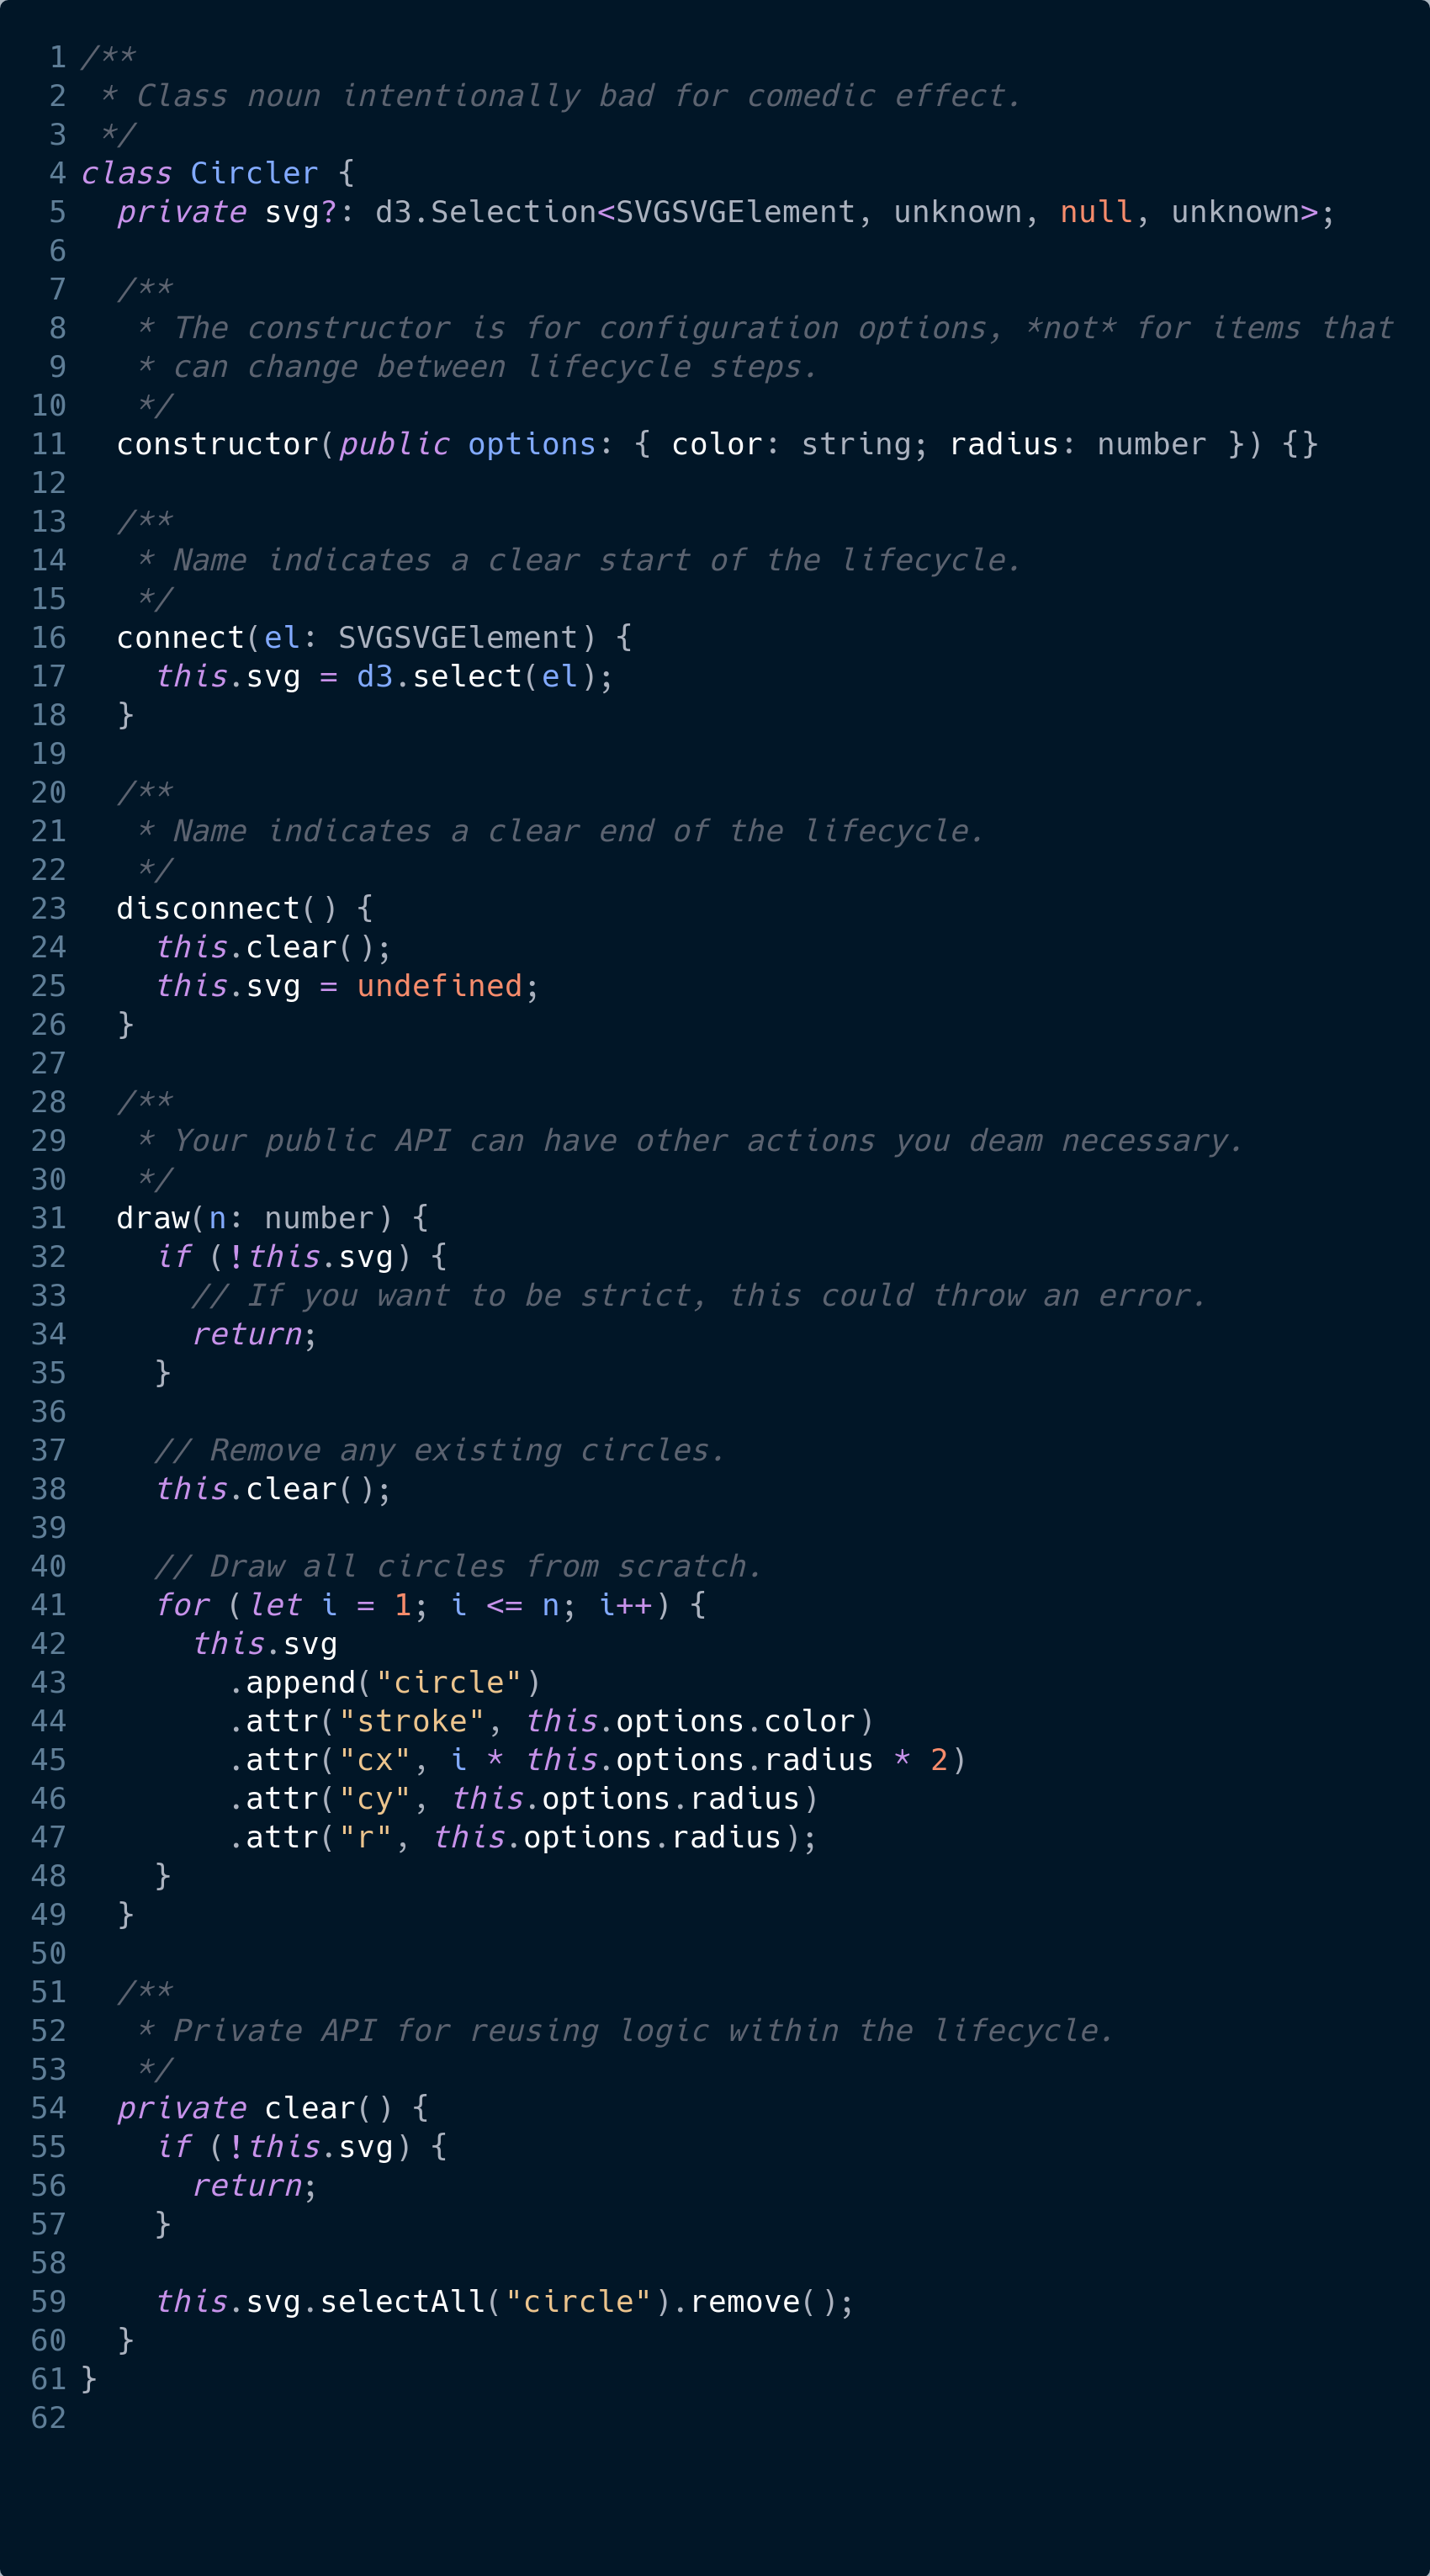 1 /**
2  * Class noun intentionally bad for comedic effect.
3  */
4 class Circler {
5   private svg?: d3.Selection<SVGSVGElement, unknown, null, unknown>;
6
7   /**
8    * The constructor is for configuration options, *not* for items that
9    * can change between lifecycle steps.
10    */
11   constructor(public options: { color: string; radius: number }) {}
12
13   /**
14    * Name indicates a clear start of the lifecycle.
15    */
16   connect(el: SVGSVGElement) {
17     this.svg = d3.select(el);
18   }
19
20   /**
21    * Name indicates a clear end of the lifecycle.
22    */
23   disconnect() {
24     this.clear();
25     this.svg = undefined;
26   }
27
28   /**
29    * Your public API can have other actions you deam necessary.
30    */
31   draw(n: number) {
32     if (!this.svg) {
33       // If you want to be strict, this could throw an error.
34       return;
35     }
36
37     // Remove any existing circles.
38     this.clear();
39
40     // Draw all circles from scratch.
41     for (let i = 1; i <= n; i++) {
42       this.svg
43         .append("circle")
44         .attr("stroke", this.options.color)
45         .attr("cx", i * this.options.radius * 2)
46         .attr("cy", this.options.radius)
47         .attr("r", this.options.radius);
48     }
49   }
50
51   /**
52    * Private API for reusing logic within the lifecycle.
53    */
54   private clear() {
55     if (!this.svg) {
56       return;
57     }
58
59     this.svg.selectAll("circle").remove();
60   }
61 }
62